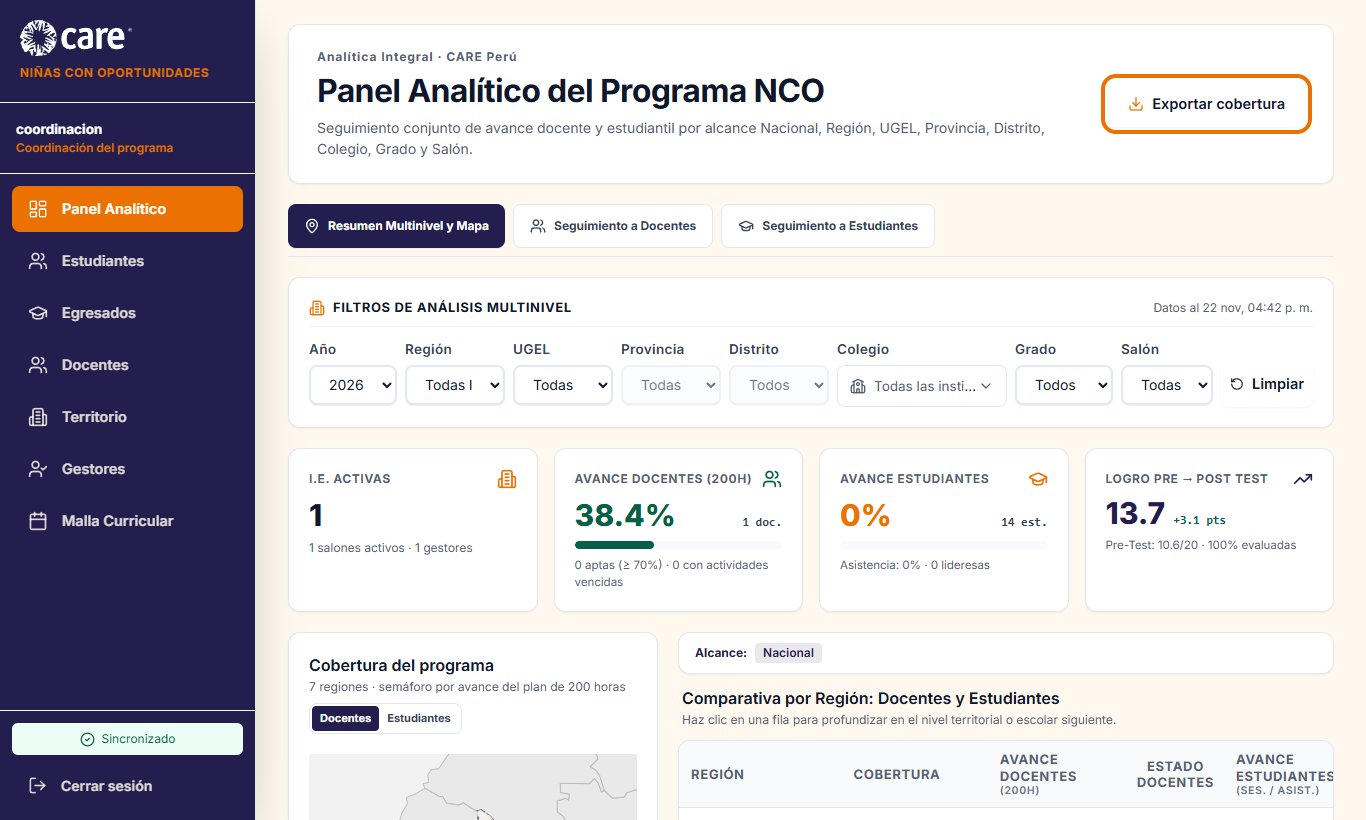 care
NIÑAS CON OPORTUNIDADES
coordinacion
Coordinación del programa
Panel Analítico
Estudiantes
Egresados
Docentes
Territorio
Gestores
Malla Curricular
Sincronizado
Cerrar sesión
Analítica Integral · CARE Perú
Panel Analítico del Programa NCO
Seguimiento conjunto de avance docente y estudiantil por alcance Nacional, Región, UGEL, Provincia, Distrito,
Colegio, Grado y Salón.
Exportar cobertura
Resumen Multinivel y Mapa
Seguimiento a Docentes
Seguimiento a Estudiantes
FILTROS DE ANÁLISIS MULTINIVEL
Datos al 22 nov, 04:42 p. m.
Año Región UGEL Provincia Distrito Colegio Grado Salón
2026 Todas l Todas Todas Todos Todas las insti... Todos Todas Limpiar
I.E. ACTIVAS
1
1 salones activos · 1 gestores
AVANCE DOCENTES (200H)
38.4% 1 doc.
0 aptas (≥ 70%) · 0 con actividades
vencidas
AVANCE ESTUDIANTES
0% 14 est.
Asistencia: 0% · 0 lideresas
LOGRO PRE → POST TEST
13.7 +3.1 pts
Pre-Test: 10.6/20 · 100% evaluadas
Cobertura del programa
7 regiones · semáforo por avance del plan de 200 horas
Docentes Estudiantes
Alcance: Nacional
Comparativa por Región: Docentes y Estudiantes
Haz clic en una fila para profundizar en el nivel territorial o escolar siguiente.
REGIÓN
COBERTURA
AVANCE
DOCENTES
(200H)
ESTADO
DOCENTES
AVANCE
ESTUDIANTES
(SES. / ASIST.)